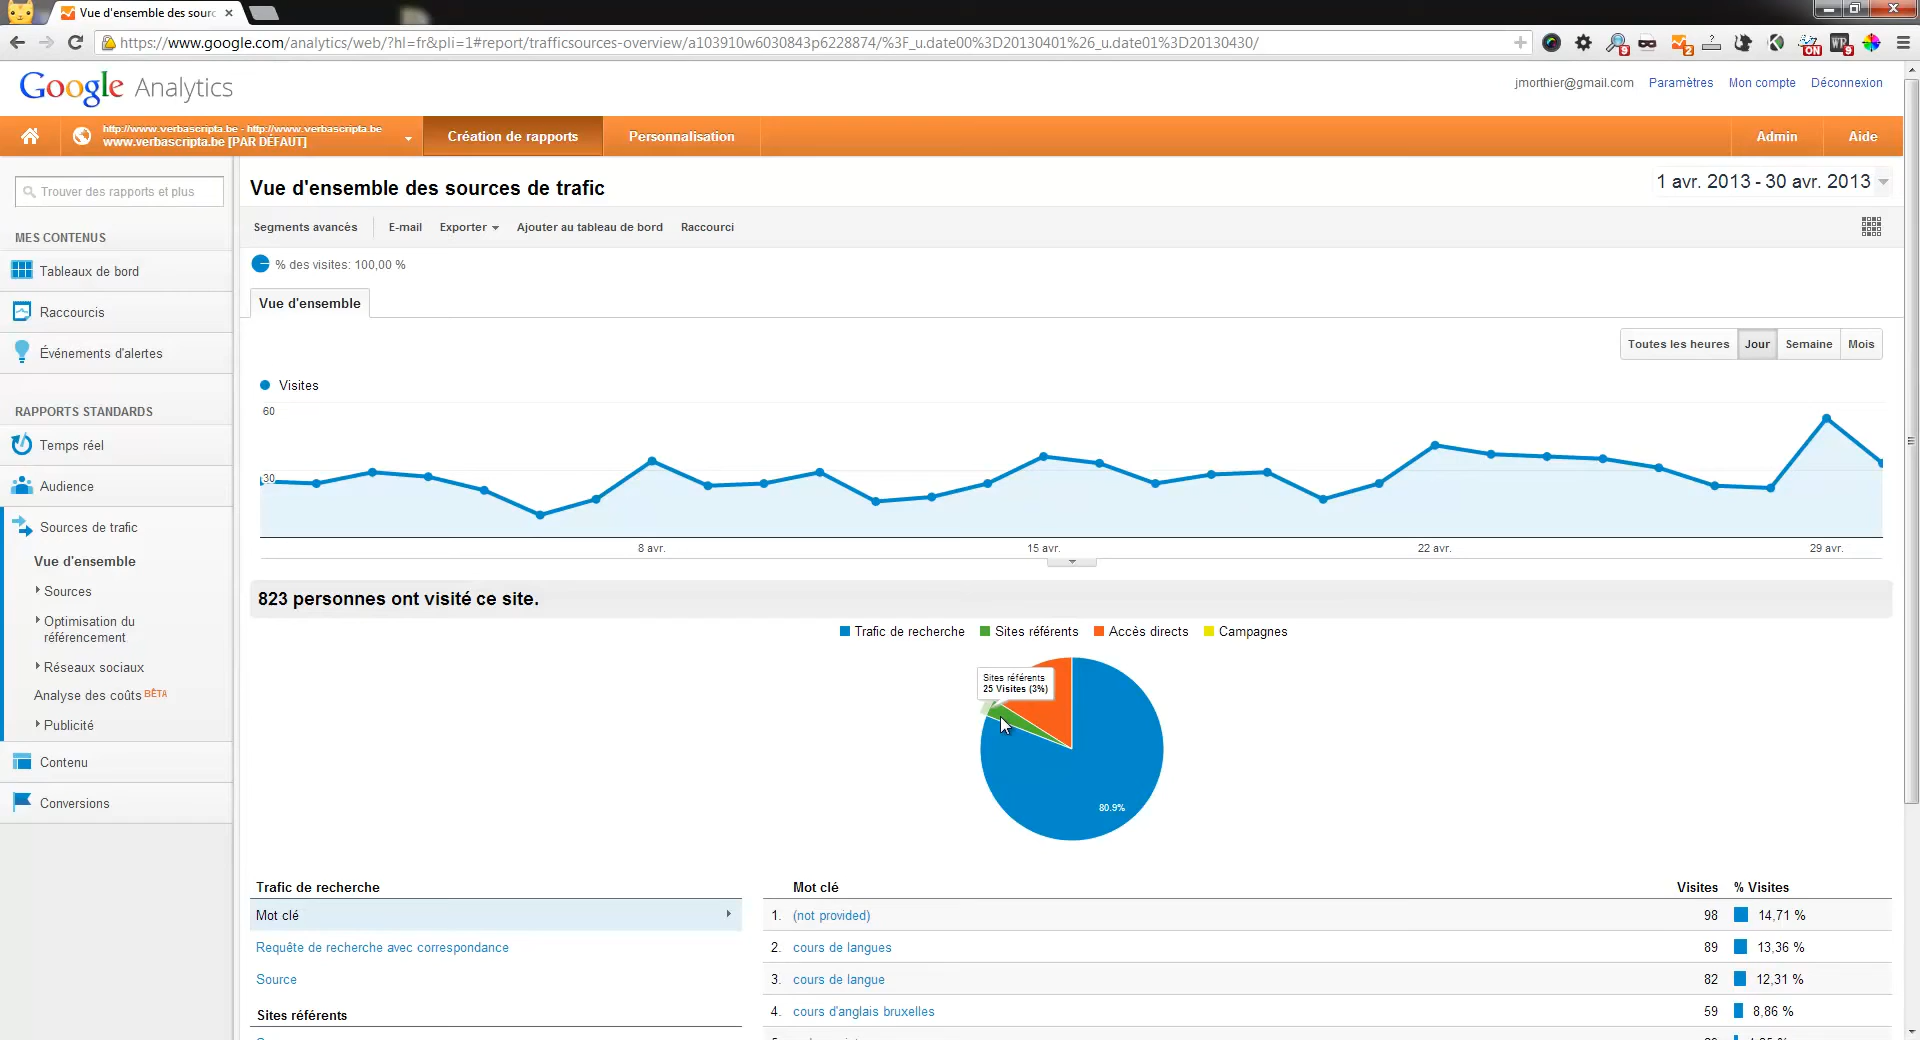 Vue d'ensemble des sourc
https://www.google.com/analytics/web/?hl=fr&pli=1#report/trafficsources-overview/a103910w6030843p6228874/%3F_u.date00%3D20130401%26_u.date01%3D20130430/
9
2
ON
WP
9
Google Analytics
jmorthier@gmail.com Paramètres Mon compte Déconnexion
http://www.verbascripta.be - http://www.verbascripta.be
www.verbascripta.be [PAR DÉFAUT]
Création de rapports
Personnalisation
Admin
Aide
Trouver des rapports et plus
MES CONTENUS
Tableaux de bord
Raccourcis
Événements d'alertes
RAPPORTS STANDARDS
Temps réel
Audience
Sources de trafic
Vue d'ensemble
Sources
Optimisation du
référencement
Réseaux sociaux
Analyse des coûts BÊTA
Publicité
Contenu
Conversions
Vue d'ensemble des sources de trafic
1 avr. 2013 - 30 avr. 2013
Segments avancés E-mail Exporter Ajouter au tableau de bord Raccourci
% des visites: 100,00 %
Vue d'ensemble
Toutes les heures Jour Semaine Mois
Visites
60
30
8 avr. 15 avr. 22 avr. 29 avr.
823 personnes ont visité ce site.
Trafic de recherche Sites référents Accès directs Campagnes
Sites référents
25 Visites (3%)
80.9%
Trafic de recherche
Mot clé
Requête de recherche avec correspondance
Source
Sites référents
Mot clé Visites % Visites
1. (not provided) 98 14,71 %
2. cours de langues 89 13,36 %
3. cours de langue 82 12,31 %
4. cours d'anglais bruxelles 59 8,86 %